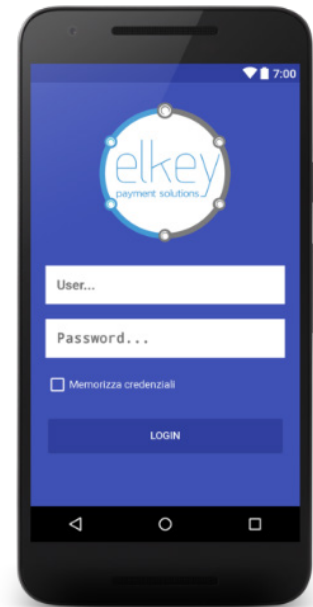 7:00
elkey
payment solutions
User...
Password...
Memorizza credenziali
LOGIN